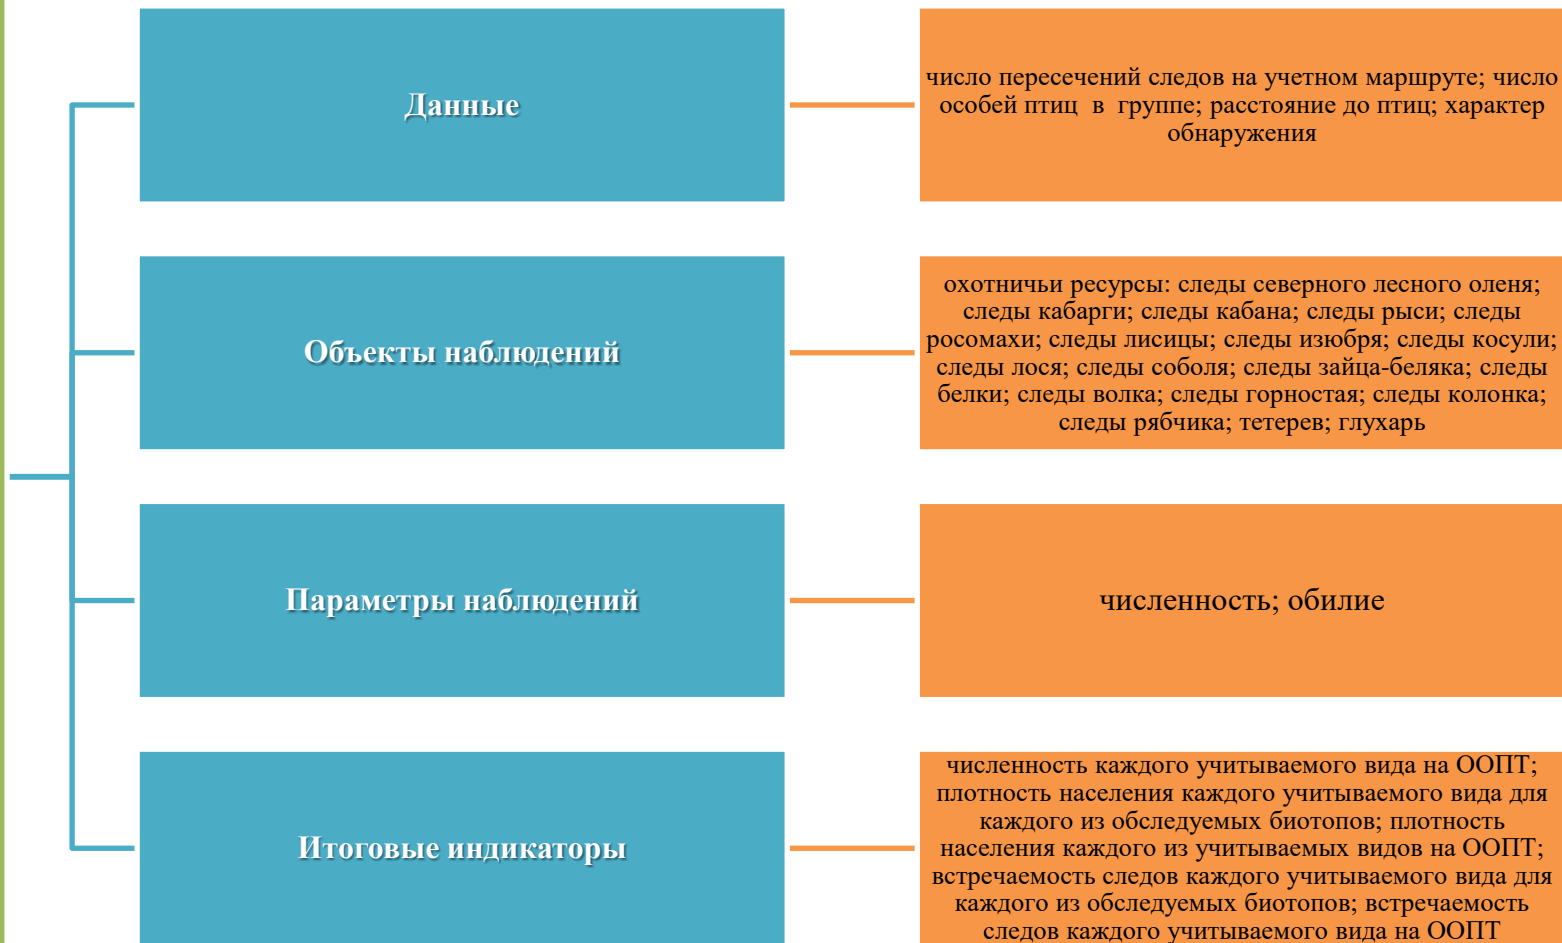 Данные
число пересечений следов на учетном маршруте; число
особей птиц в группе; расстояние до птиц; характер
обнаружения
Объекты наблюдений
охотничьи ресурсы: следы северного лесного оленя;
следы кабарги; следы кабана; следы рыси; следы
росомахи; следы лисицы; следы изюбря; следы косули;
следы лося; следы соболя; следы зайца-беляка; следы
белки; следы волка; следы горностая; следы колонка;
следы рябчика; тетерев; глухарь
Параметры наблюдений
численность; обилие
Итоговые индикаторы
численность каждого учитываемого вида на ООПТ;
плотность населения каждого учитываемого вида для
каждого из обследуемых биотопов; плотность
населения каждого из учитываемых видов на ООПТ;
встречаемость следов каждого учитываемого вида для
каждого из обследуемых биотопов; встречаемость
следов каждого учитываемого вида на ООПТ